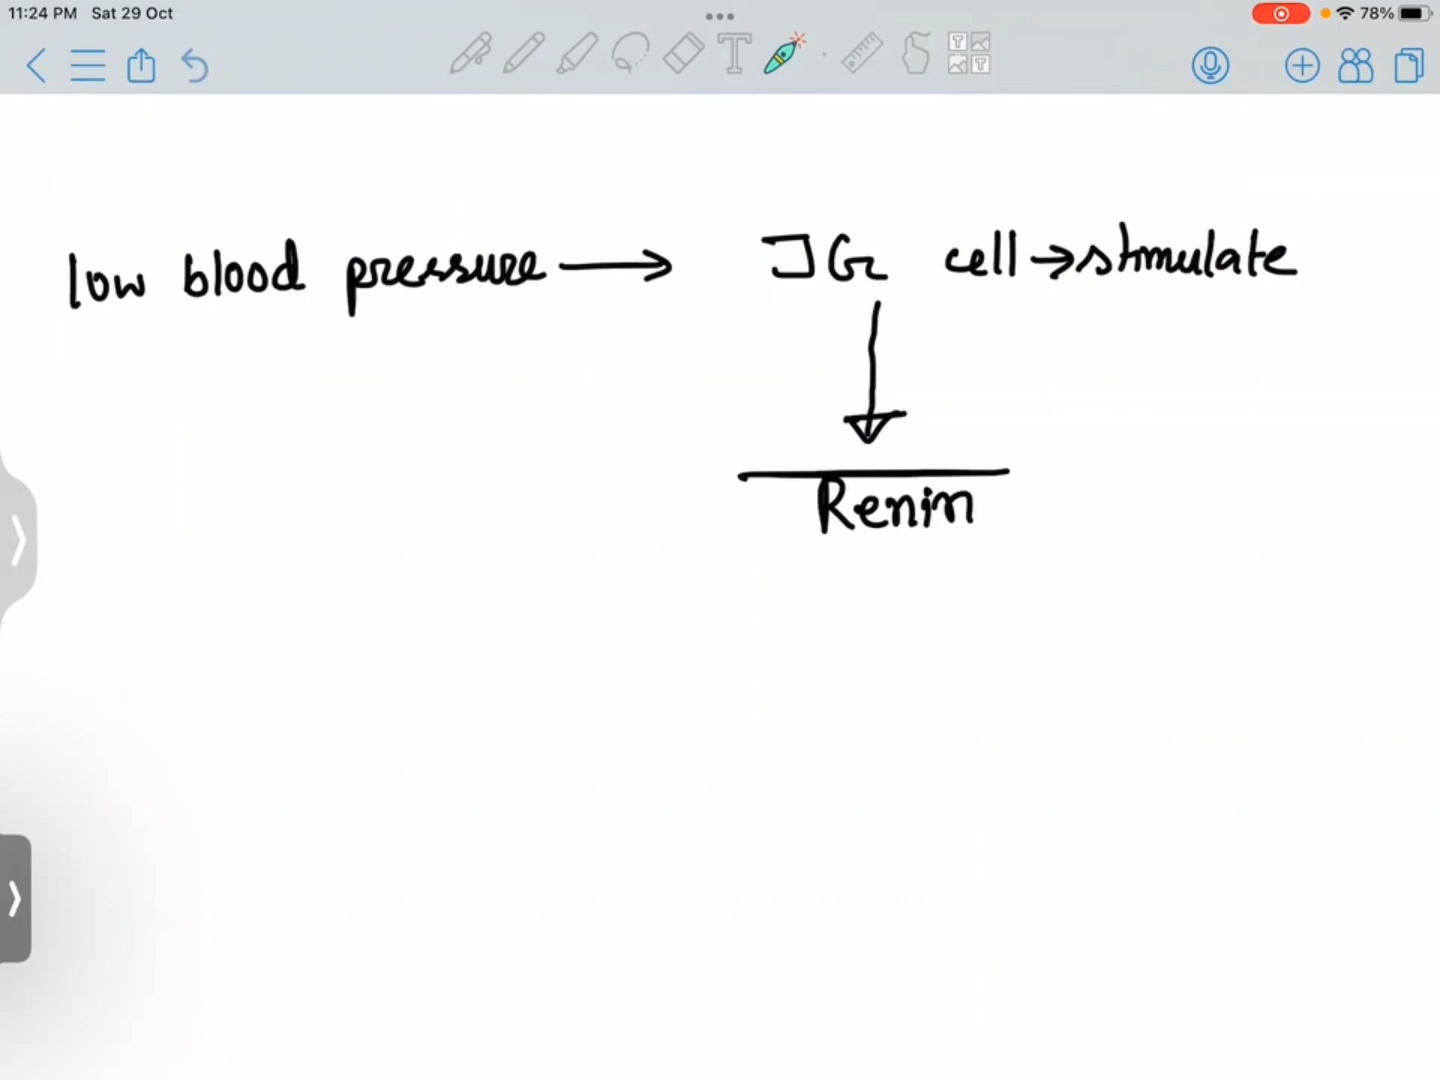 11:24 PM Sat 29 Oct 78%
low blood pressure → JG cell → stimulate
Renin